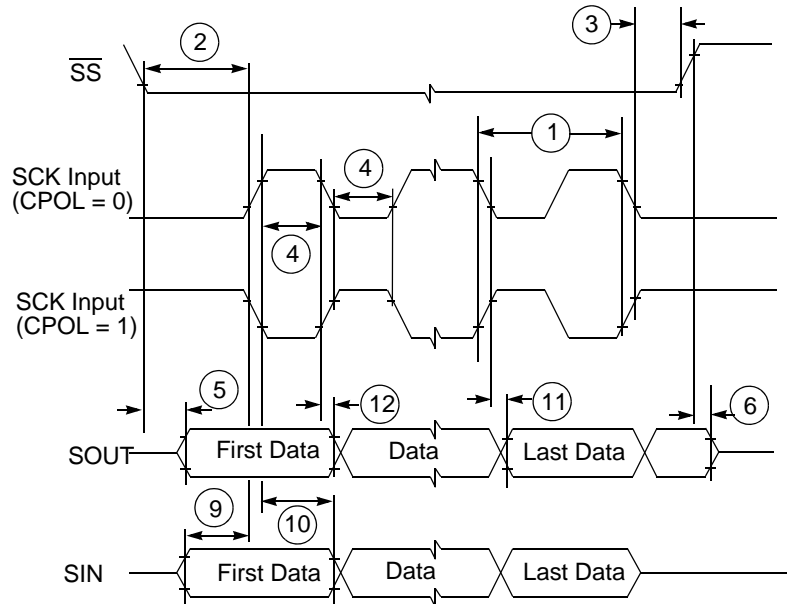 2
3
SS
1
SCK Input
(CPOL = 0)
4
4
SCK Input
(CPOL = 1)
5
12
11
6
SOUT
First Data
Data
Last Data
9
10
SIN
First Data
Data
Last Data